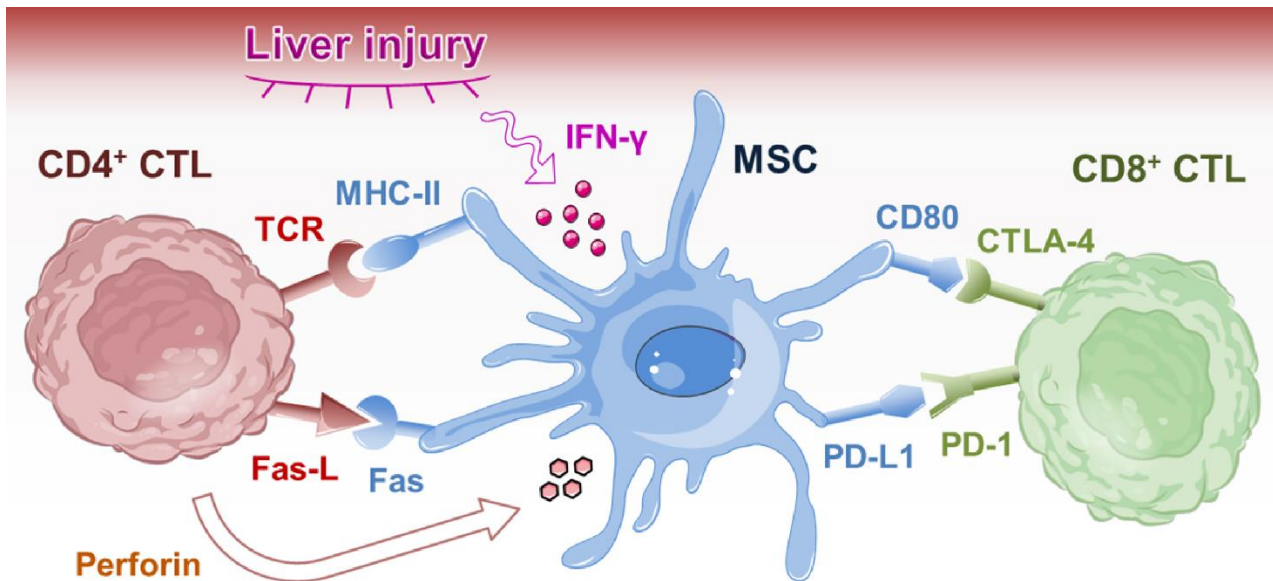 Liver injury
IFN-γ
MSC
CD4⁺ CTL
CD8⁺ CTL
MHC-II
TCR
CD80
CTLA-4
Fas-L
Fas
PD-L1
PD-1
Perforin